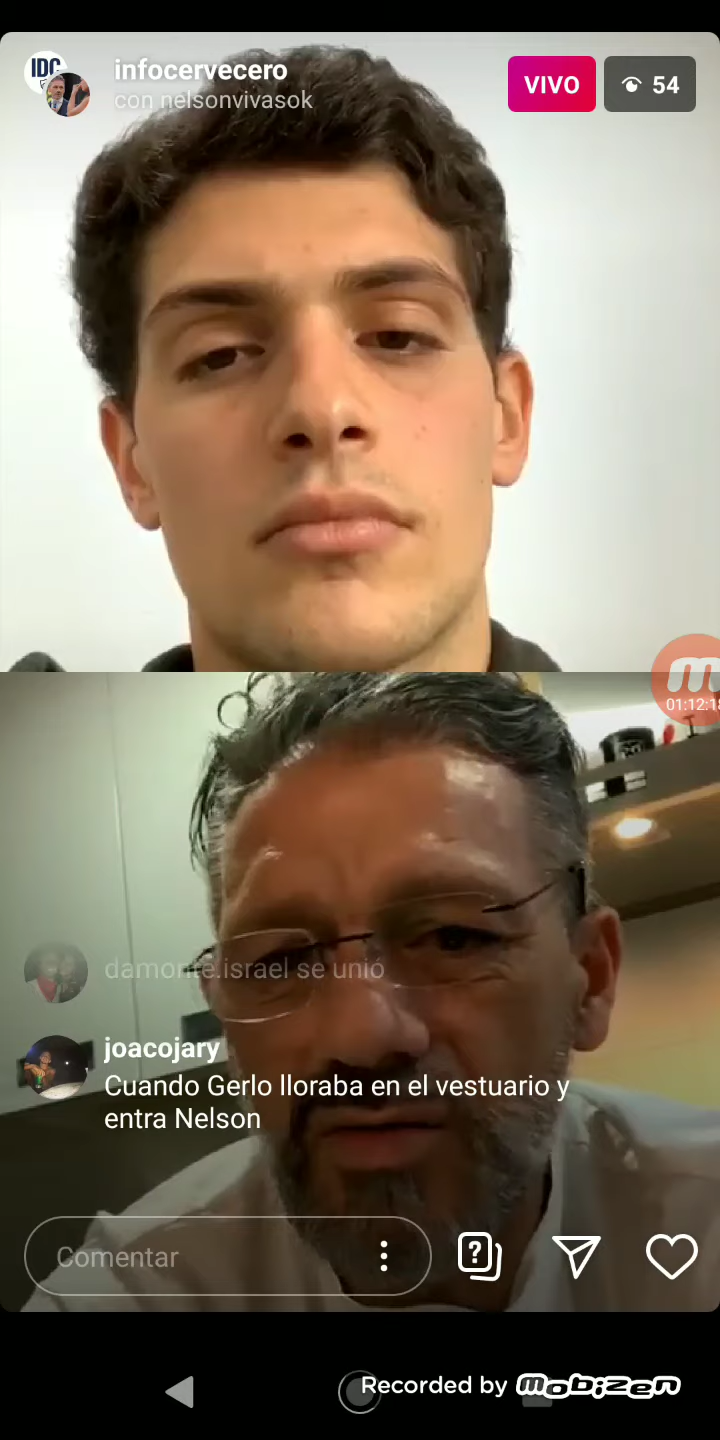 IDC
infocervecero
con nelsonvivasok
VIVO
54
01:12:18
damonte.israel se unió
joacojary
Cuando Gerlo lloraba en el vestuario y
entra Nelson
Comentar
Recorded by mobizen